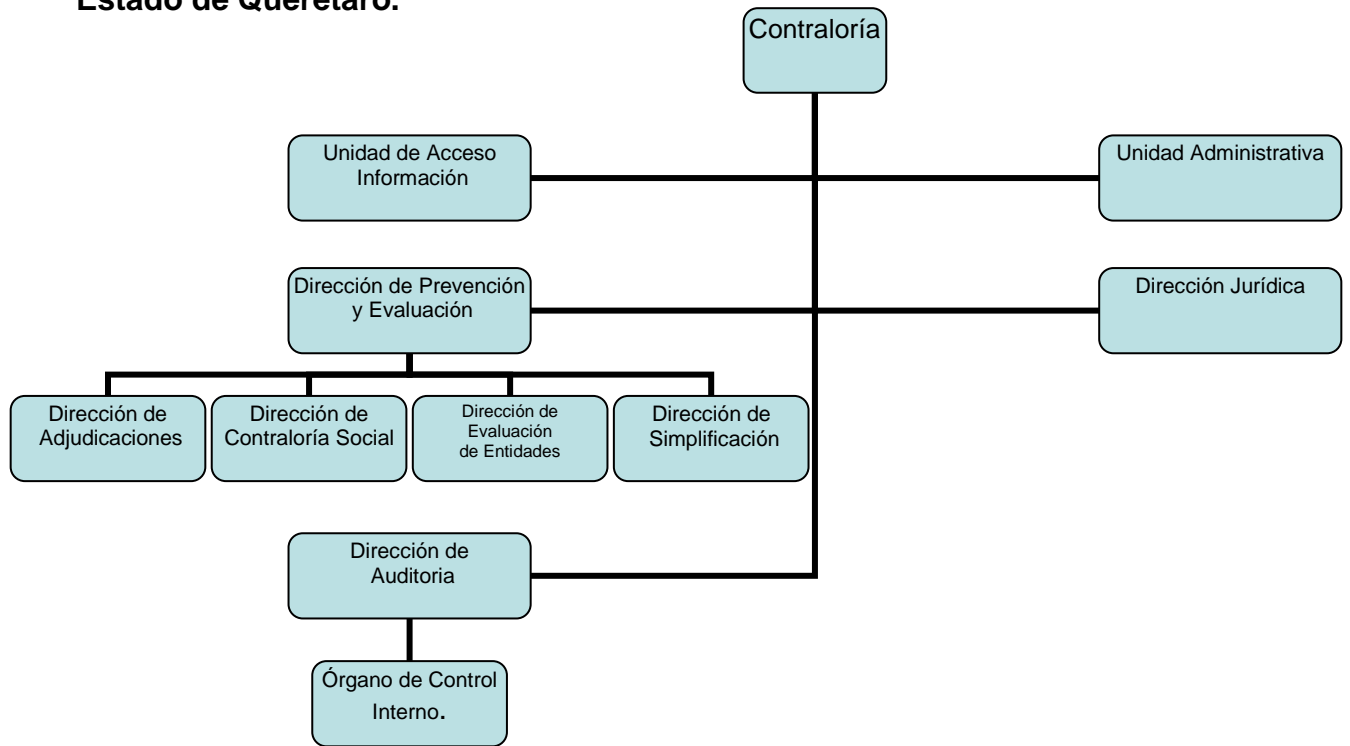 Estado de Querétaro.
Contraloría
Unidad de Acceso
Información
Unidad Administrativa
Dirección de Prevención
y Evaluación
Dirección Jurídica
Dirección de
Adjudicaciones
Dirección de
Contraloría Social
Dirección de
Evaluación
de Entidades
Dirección de
Simplificación
Dirección de
Auditoria
Órgano de Control
Interno.